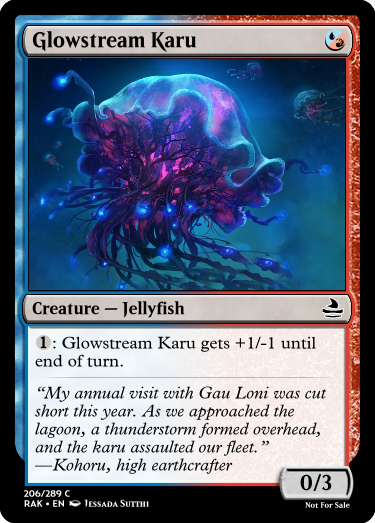 Glowstream Karu
Creature — Jellyfish
1: Glowstream Karu gets +1/-1 until
end of turn.
“My annual visit with Gau Loni was cut
short this year. As we approached the
lagoon, a thunderstorm formed overhead,
and the karu assaulted our fleet.”
—Kohoru, high earthcrafter
0/3
206/289 C
RAK • EN Jessada Sutthi
Not For Sale